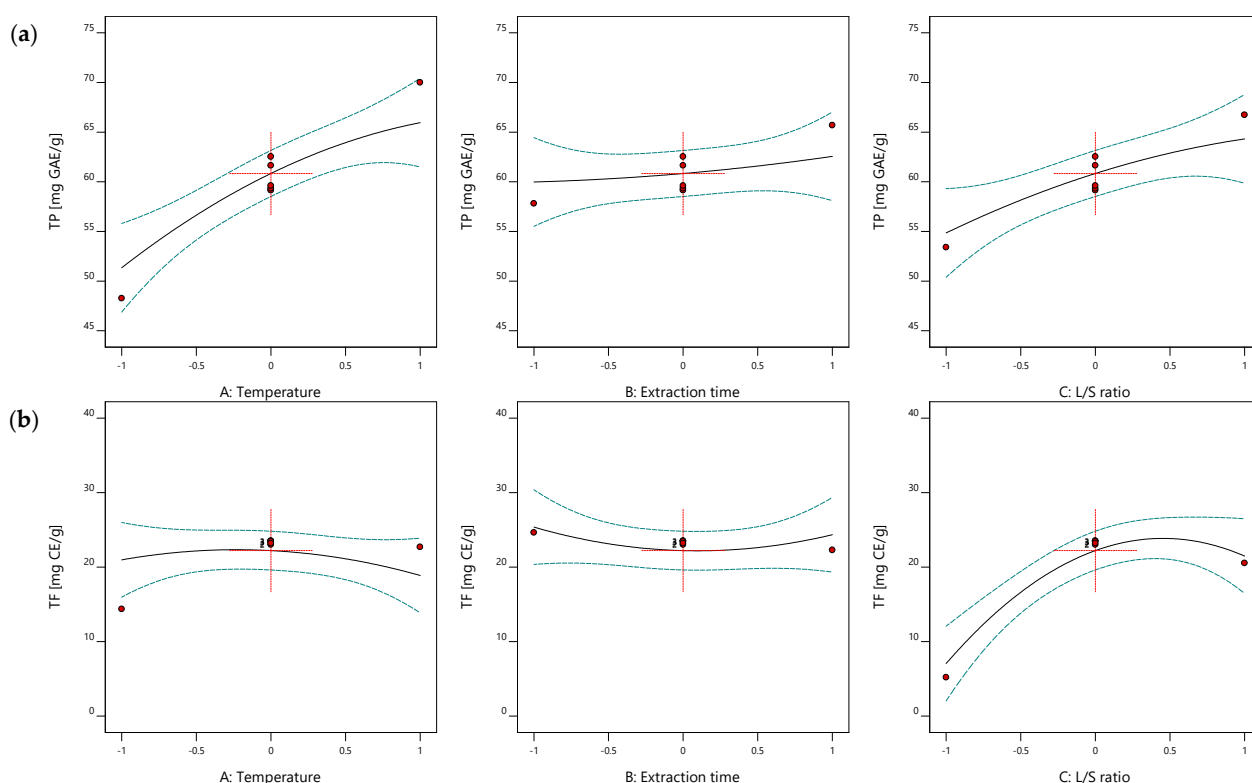 (a)
TP [mg GAE/g]
75
70
65
60
55
50
45
-1 -0.5 0 0.5 1
A: Temperature
TP [mg GAE/g]
75
70
65
60
55
50
45
-1 -0.5 0 0.5 1
B: Extraction time
TP [mg GAE/g]
75
70
65
60
55
50
45
-1 -0.5 0 0.5 1
C: L/S ratio
(b)
TF [mg CE/g]
40
30
20
10
0
-1 -0.5 0 0.5 1
A: Temperature
TF [mg CE/g]
40
30
20
10
0
-1 -0.5 0 0.5 1
B: Extraction time
TF [mg CE/g]
40
30
20
10
0
-1 -0.5 0 0.5 1
C: L/S ratio